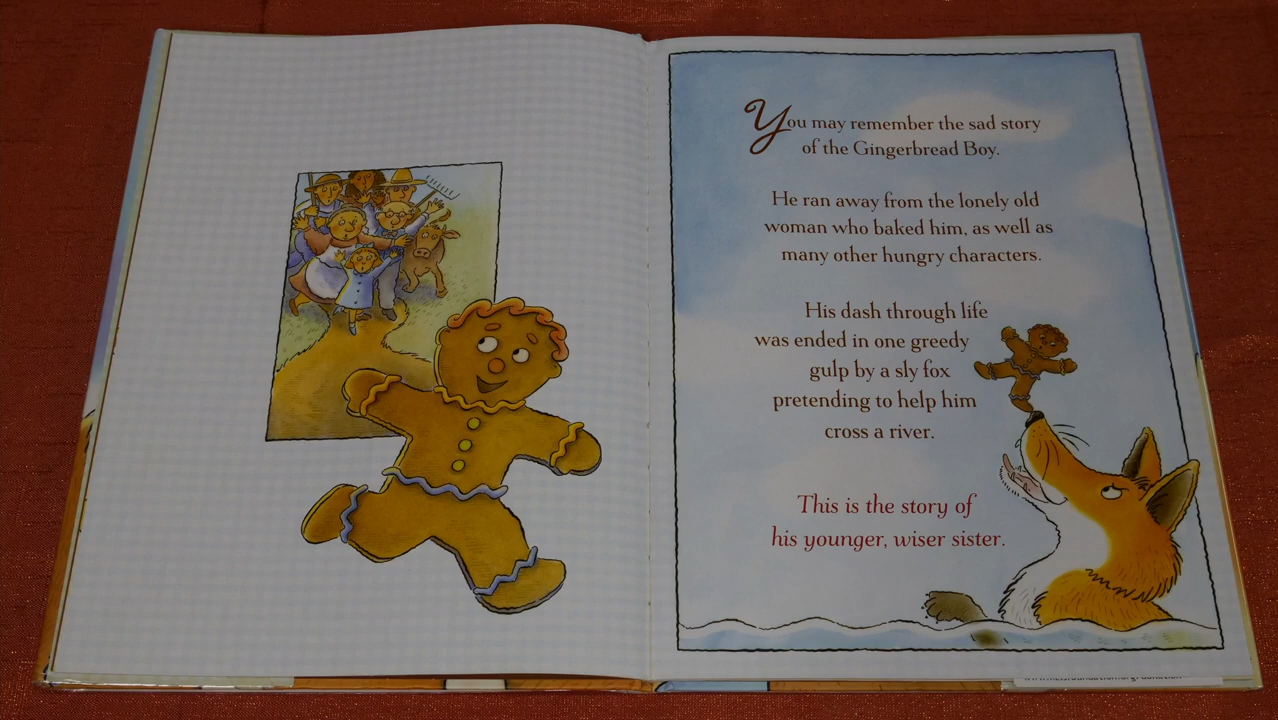 You may remember the sad story
of the Gingerbread Boy.
He ran away from the lonely old
woman who baked him, as well as
many other hungry characters.
His dash through life
was ended in one greedy
gulp by a sly fox
pretending to help him
cross a river.
This is the story of
his younger, wiser sister.